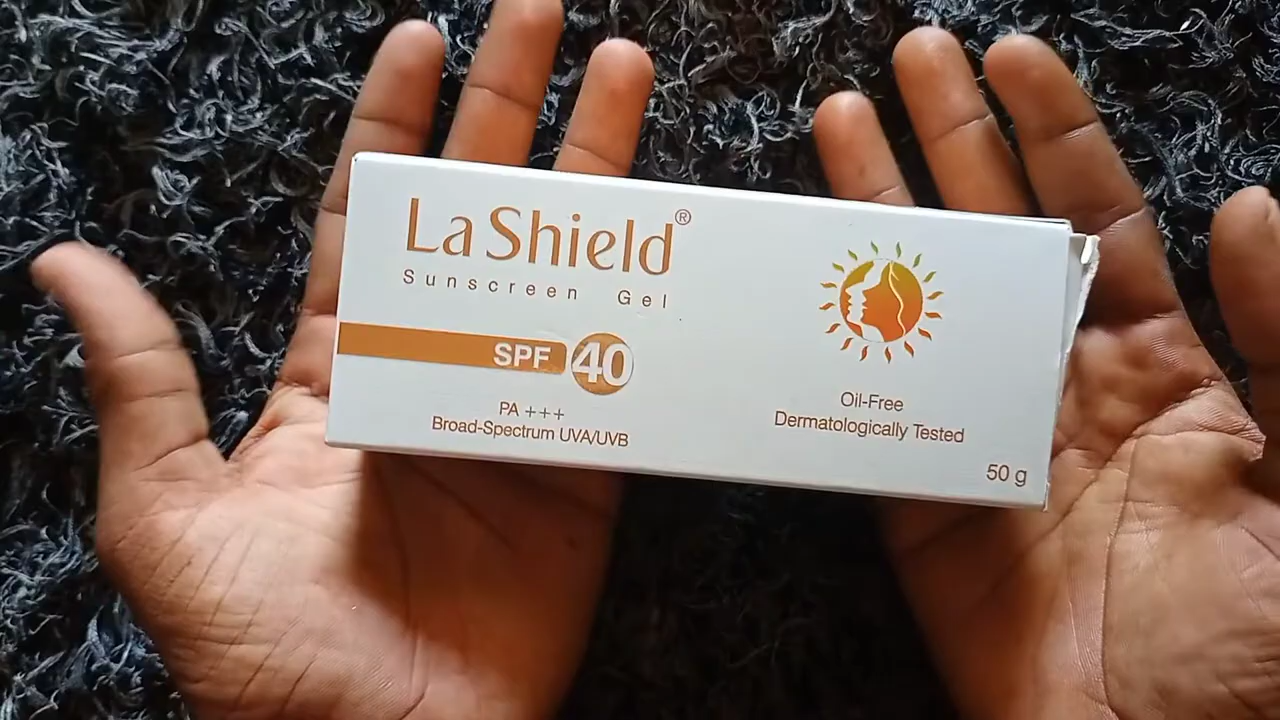 La Shield®
Sunscreen Gel
SPF 40
PA +++
Broad-Spectrum UVA/UVB
Oil-Free
Dermatologically Tested
50 g